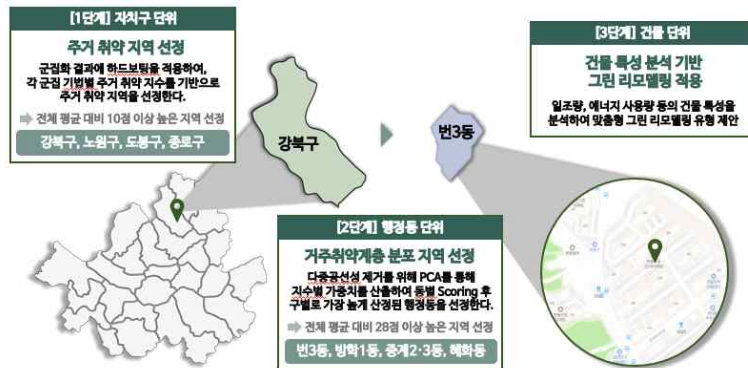 [1단계] 자치구 단위
주거 취약 지역 선정
군집화 결과에 하드보팅을 적용하여,
각 군집 기법별 주거 취약 지수를 기반으로
주거 취약 지역을 선정한다.
➡ 전체 평균 대비 10점 이상 높은 지역 선정
강북구, 노원구, 도봉구, 종로구
강북구
번3동
[2단계] 행정동 단위
거주취약계층 분포 지역 선정
다중공선성 제거를 위해 PCA를 통해
지수별 가중치를 산출하여 동별 Scoring 후
구별로 가장 높게 산정된 행정동을 선정한다.
➡ 전체 평균 대비 28점 이상 높은 지역 선정
번3동, 방학1동, 중계2·3동, 혜화동
[3단계] 건물 단위
건물 특성 분석 기반
그린 리모델링 적용
일조량, 에너지 사용량 등의 건물 특성을
분석하여 맞춤형 그린 리모델링 유형 제안